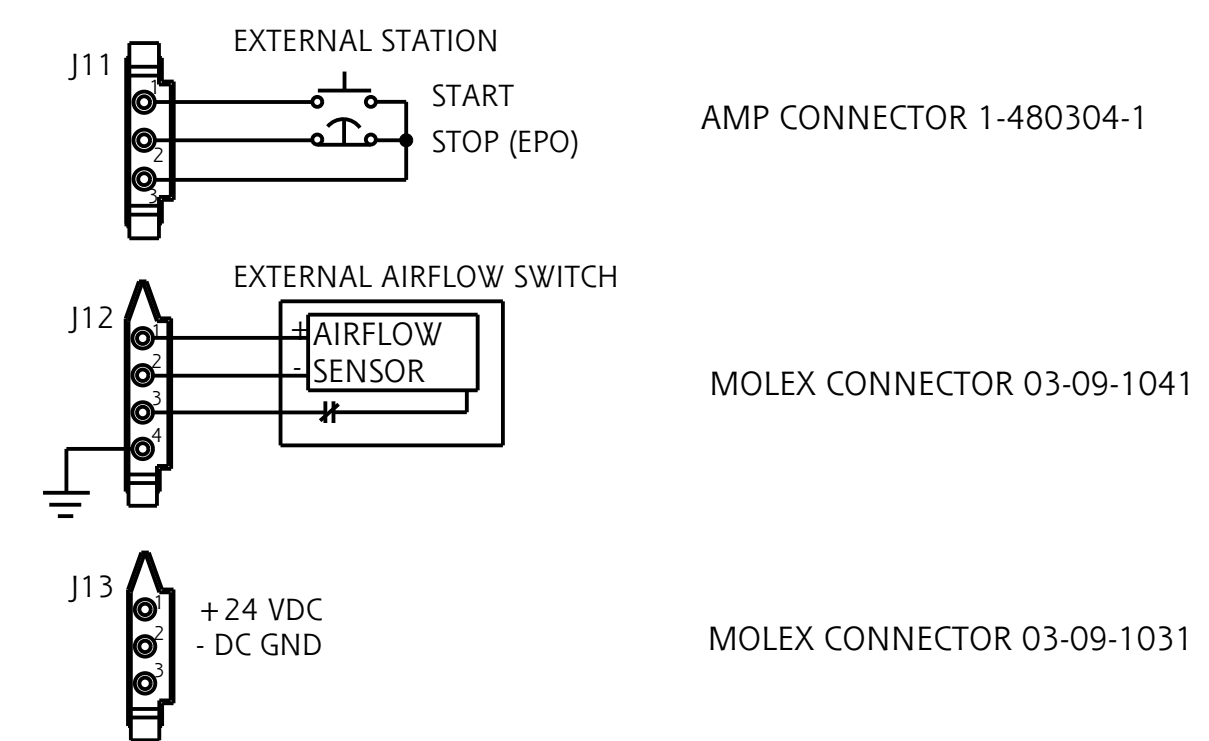 EXTERNAL STATION
J11
1
START
AMP CONNECTOR 1-480304-1
2
STOP (EPO)
3
EXTERNAL AIRFLOW SWITCH
J12
1
+
AIRFLOW
2
-
SENSOR
MOLEX CONNECTOR 03-09-1041
3
4
J13
1
+24 VDC
2
- DC GND
MOLEX CONNECTOR 03-09-1031
3